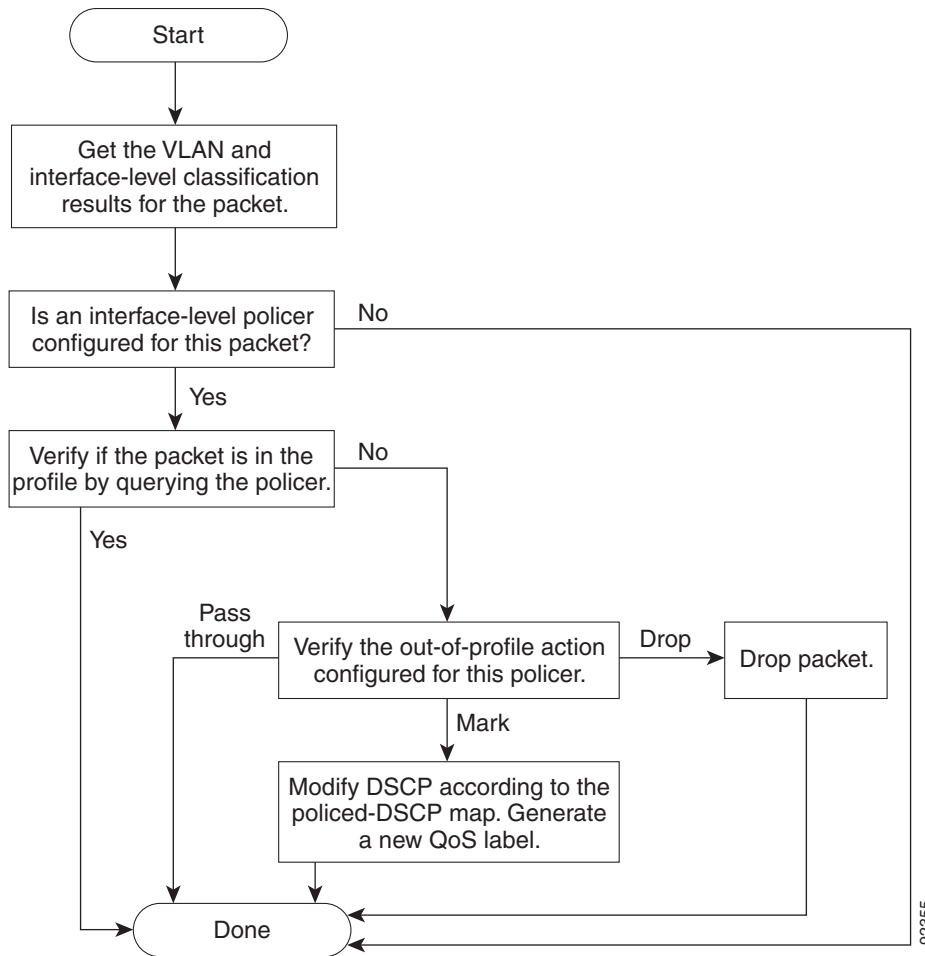 Start
Get the VLAN and
interface-level classification
results for the packet.
Is an interface-level policer
configured for this packet?
No
Yes
Verify if the packet is in the
profile by querying the policer.
No
Yes
Pass
through
Verify the out-of-profile action
configured for this policer.
Drop
Drop packet.
Mark
Modify DSCP according to the
policed-DSCP map. Generate
a new QoS label.
Done
92355